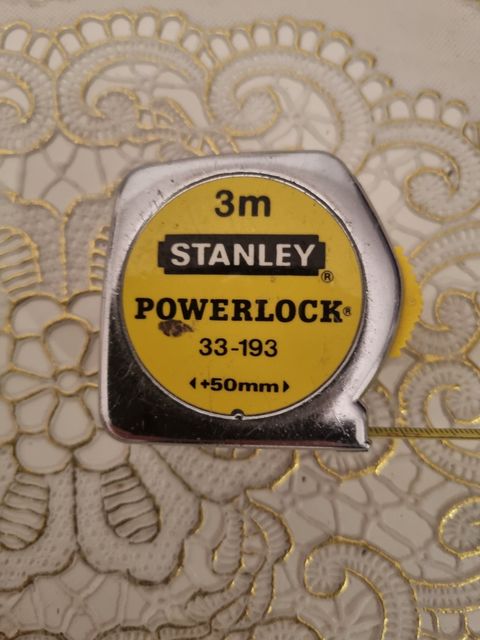 3m
STANLEY®
POWERLOCK®
33-193
◂+50mm▸